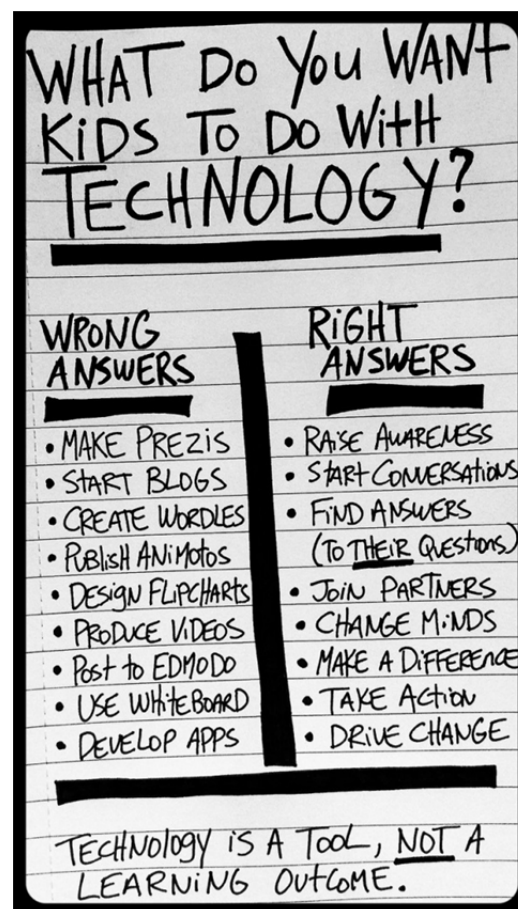 WHAT DO YOU WANT
KIDS TO DO WITH
TECHNOLOGY?
WRONG
ANSWERS
• MAKE PREZIS
• START BLOGS
• CREATE WORDLES
• PUBLISH ANIMOTOS
• DESIGN FLIPCHARTS
• PRODUCE VIDEOS
• POST TO EDMODO
• USE WHITEBOARD
• DEVELOP APPS
RIGHT
ANSWERS
• RAISE AWARENESS
• START CONVERSATIONS
• FIND ANSWERS
(TO THEIR QUESTIONS)
• JOIN PARTNERS
• CHANGE MINDS
• MAKE A DIFFERENCE
• TAKE ACTION
• DRIVE CHANGE
TECHNOLOGY IS A TOOL, NOT A
LEARNING OUTCOME.